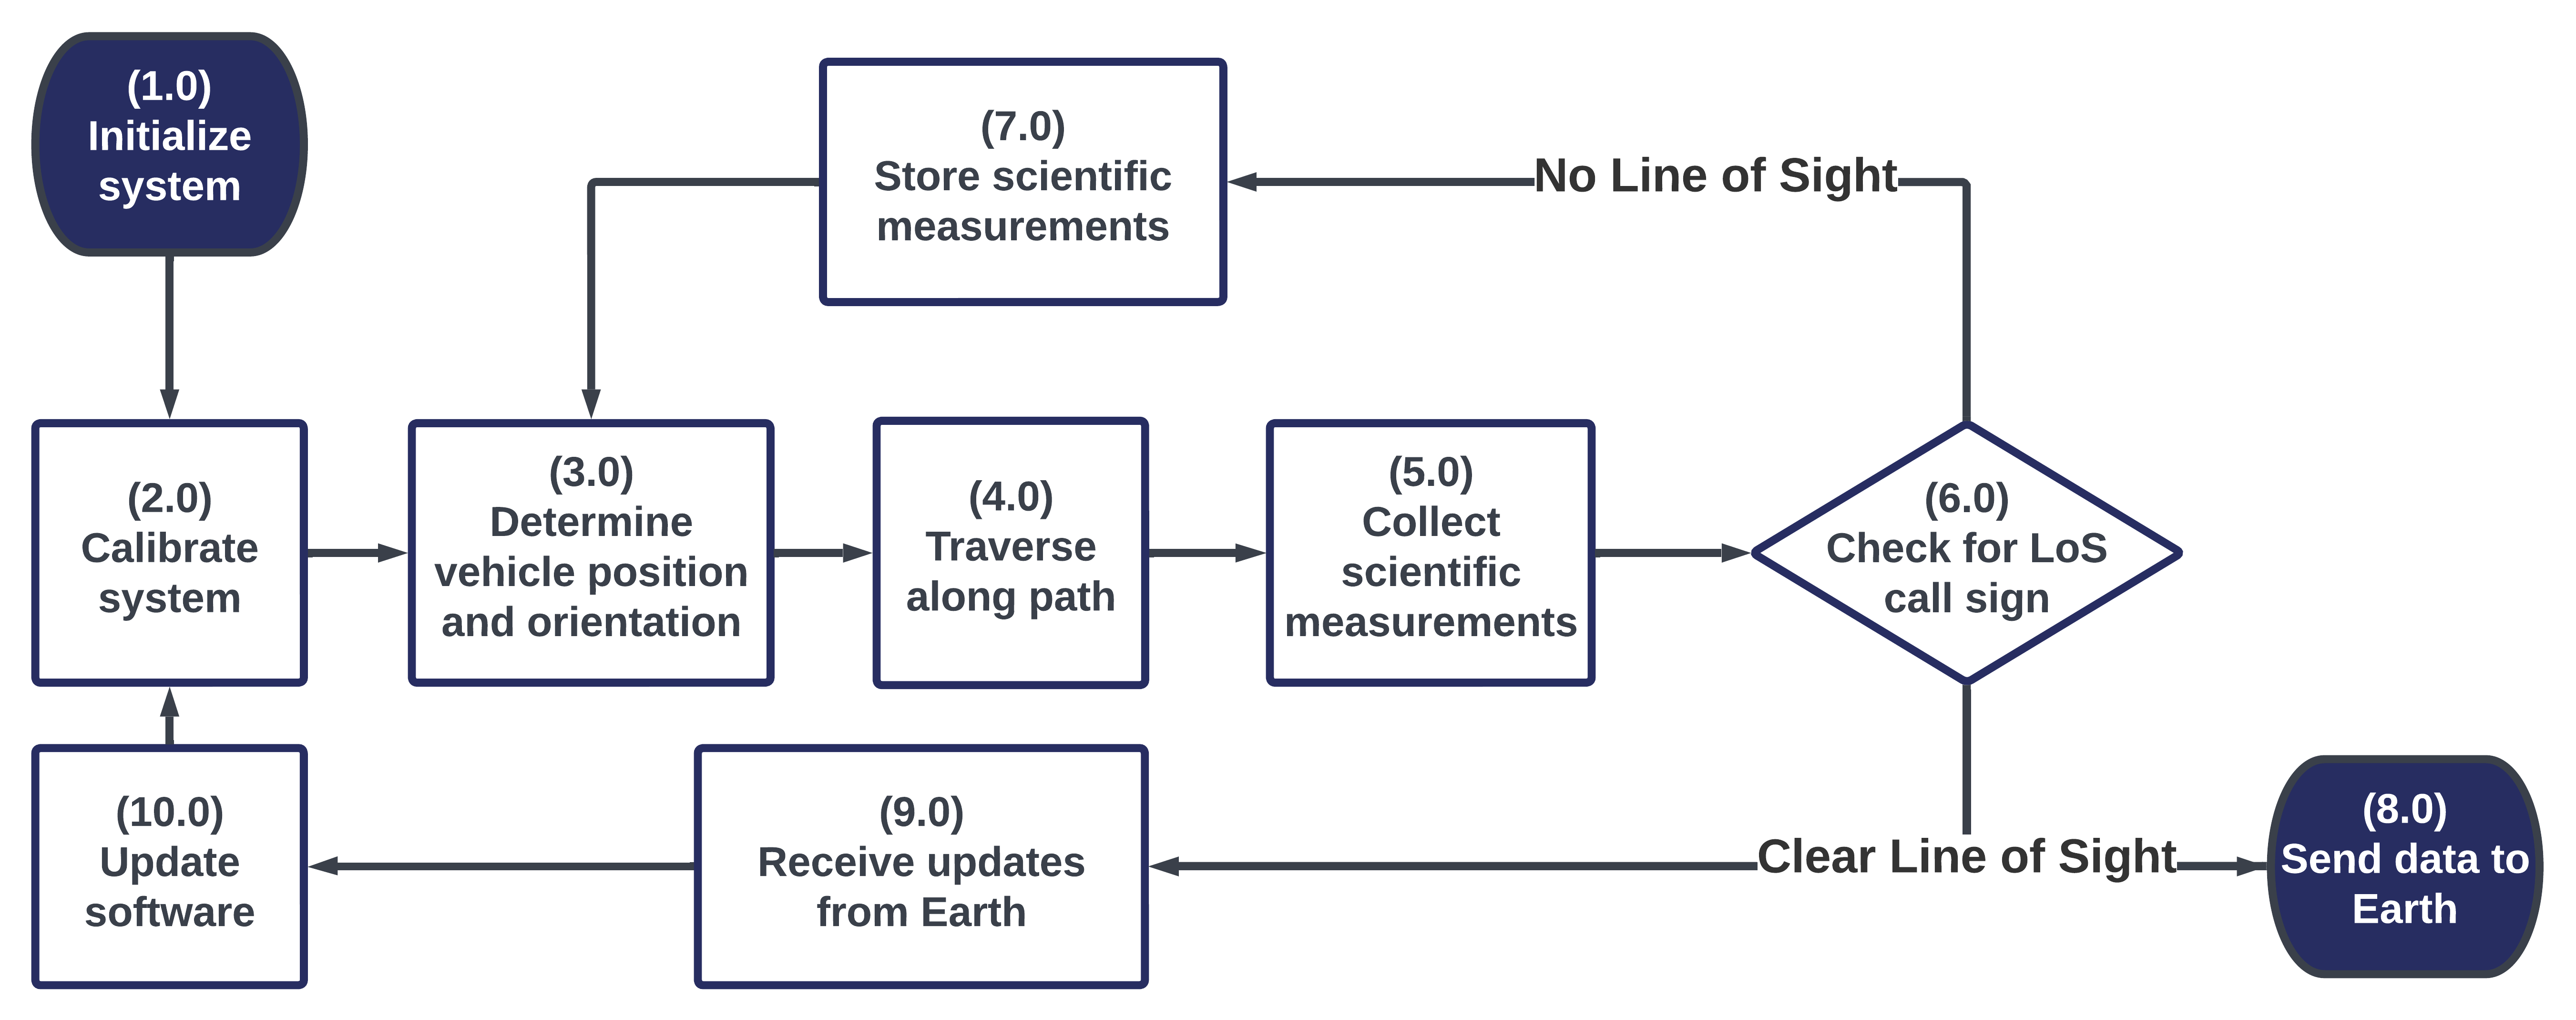 (1.0)
Initialize
system
(7.0)
Store scientific
measurements
No Line of Sight
(2.0)
Calibrate
system
(3.0)
Determine
vehicle position
and orientation
(4.0)
Traverse
along path
(5.0)
Collect
scientific
measurements
(6.0)
Check for LoS
call sign
(10.0)
Update
software
(9.0)
Receive updates
from Earth
Clear Line of Sight
(8.0)
Send data to
Earth